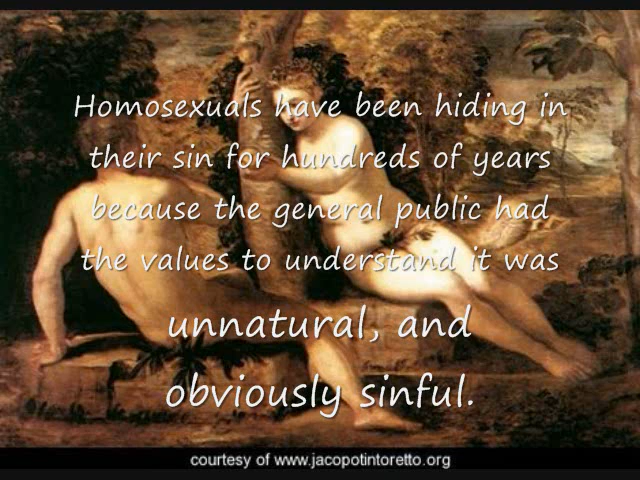 Homosexuals have been hiding in
their sin for hundreds of years
because the general public had
the values to understand it was
unnatural, and
obviously sinful.
courtesy of www.jacopotintoretto.org